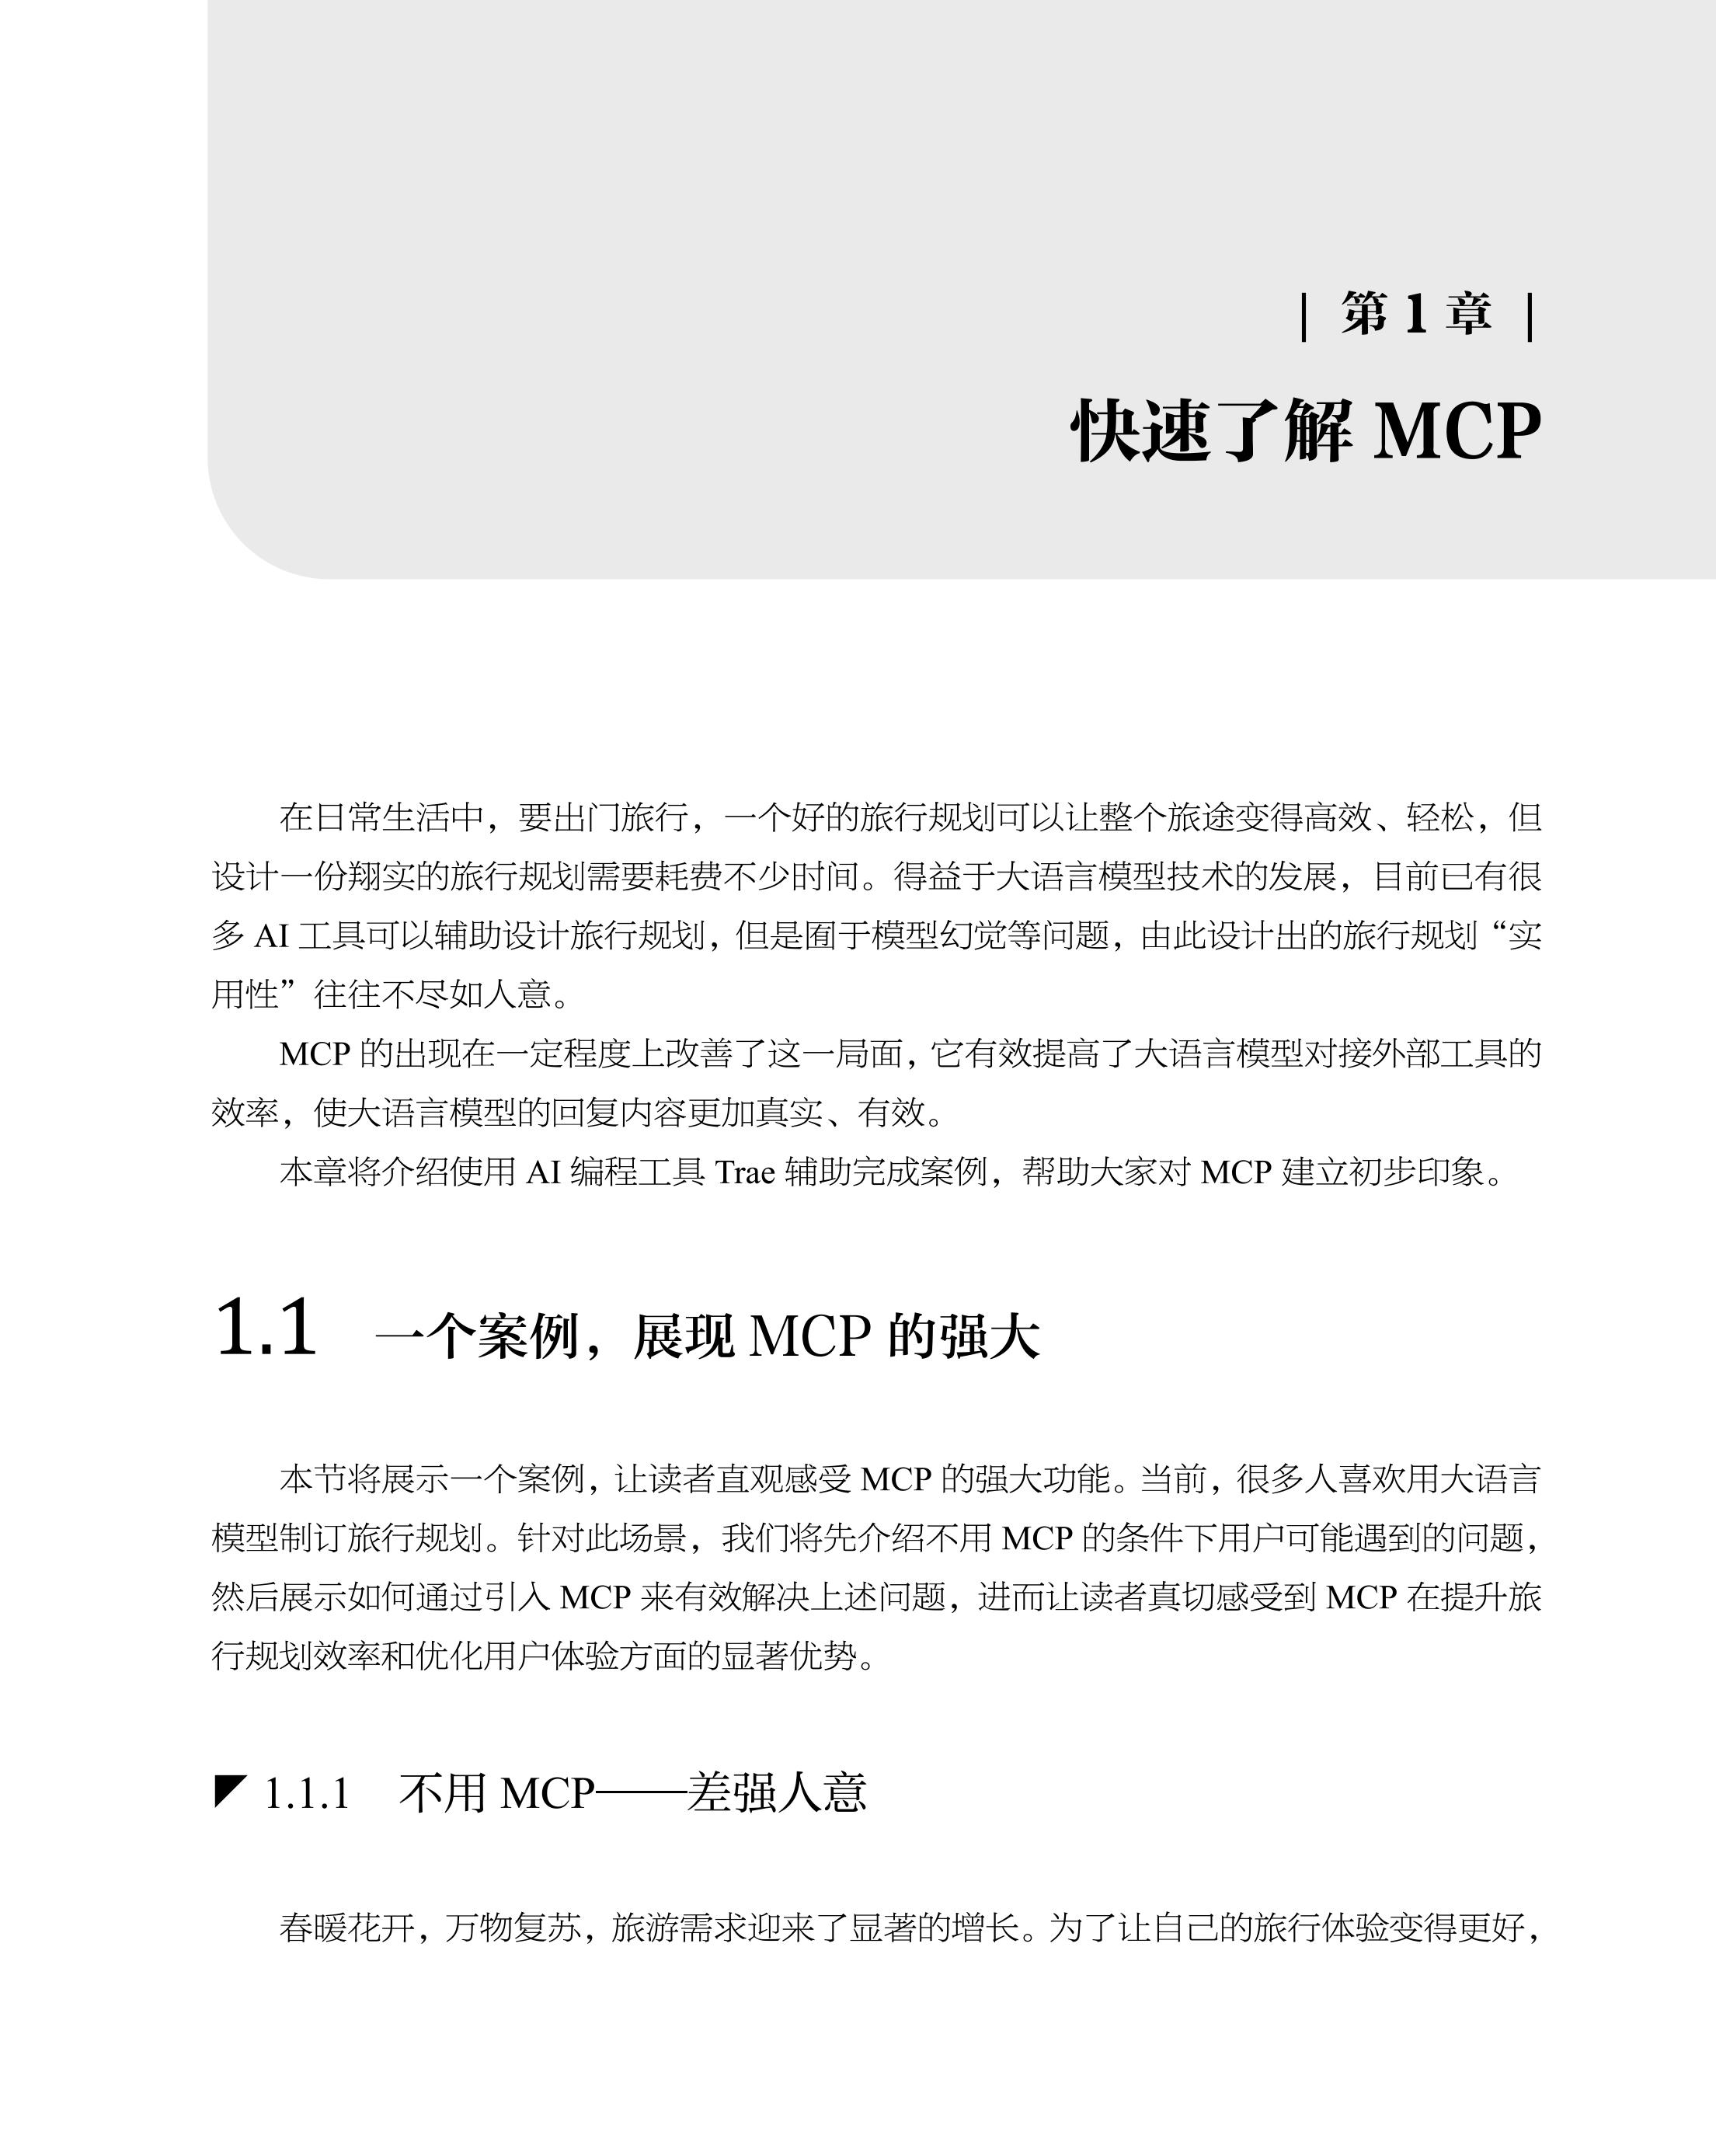 第 1 章
快速了解 MCP
在日常生活中，要出门旅行，一个好的旅行规划可以让整个旅途变得高效、轻松，但
设计一份翔实的旅行规划需要耗费不少时间。得益于大语言模型技术的发展，目前已有很
多 AI 工具可以辅助设计旅行规划，但是囿于模型幻觉等问题，由此设计出的旅行规划“实
用性”往往不尽如人意。
MCP 的出现在一定程度上改善了这一局面，它有效提高了大语言模型对接外部工具的
效率，使大语言模型的回复内容更加真实、有效。
本章将介绍使用 AI 编程工具 Trae 辅助完成案例，帮助大家对 MCP 建立初步印象。
1.1 一个案例，展现 MCP 的强大
本节将展示一个案例，让读者直观感受 MCP 的强大功能。当前，很多人喜欢用大语言
模型制订旅行规划。针对此场景，我们将先介绍不用 MCP 的条件下用户可能遇到的问题，
然后展示如何通过引入 MCP 来有效解决上述问题，进而让读者真切感受到 MCP 在提升旅
行规划效率和优化用户体验方面的显著优势。
1.1.1 不用 MCP——差强人意
春暖花开，万物复苏，旅游需求迎来了显著的增长。为了让自己的旅行体验变得更好，